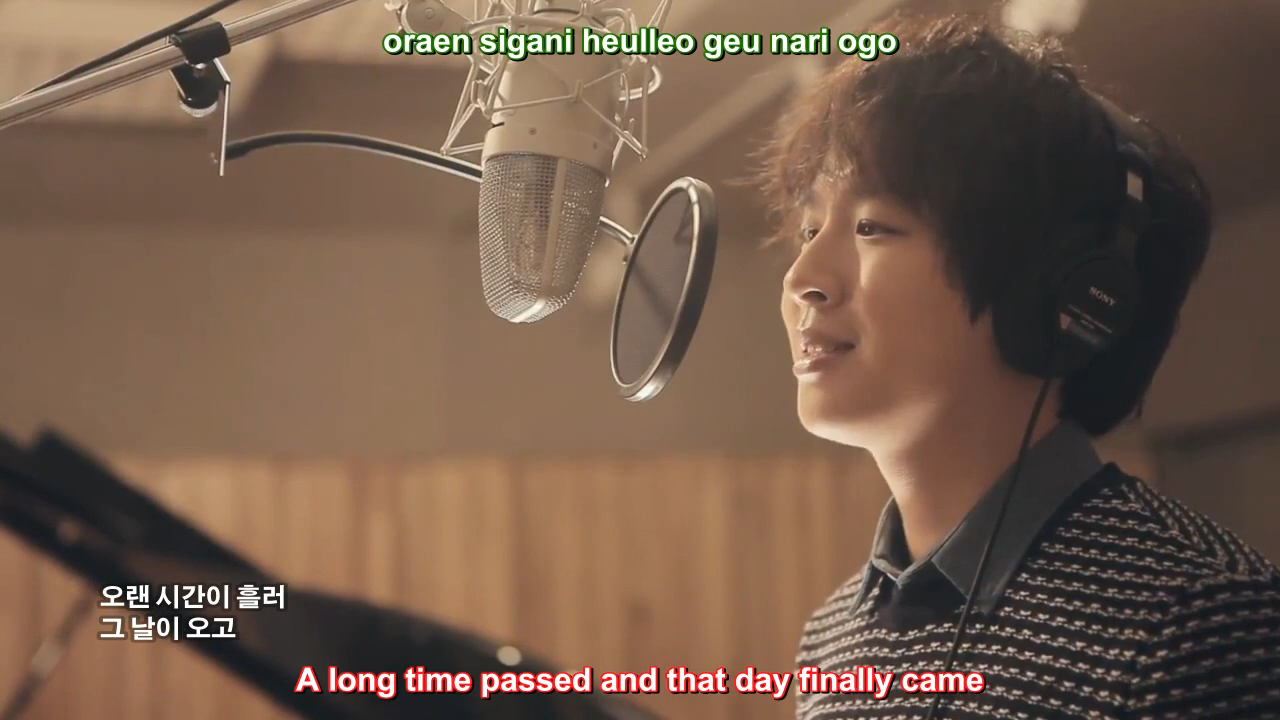 oraen sigani heulleo geu nari ogo
SONY
오랜 시간이 흘러
그 날이 오고
A long time passed and that day finally came